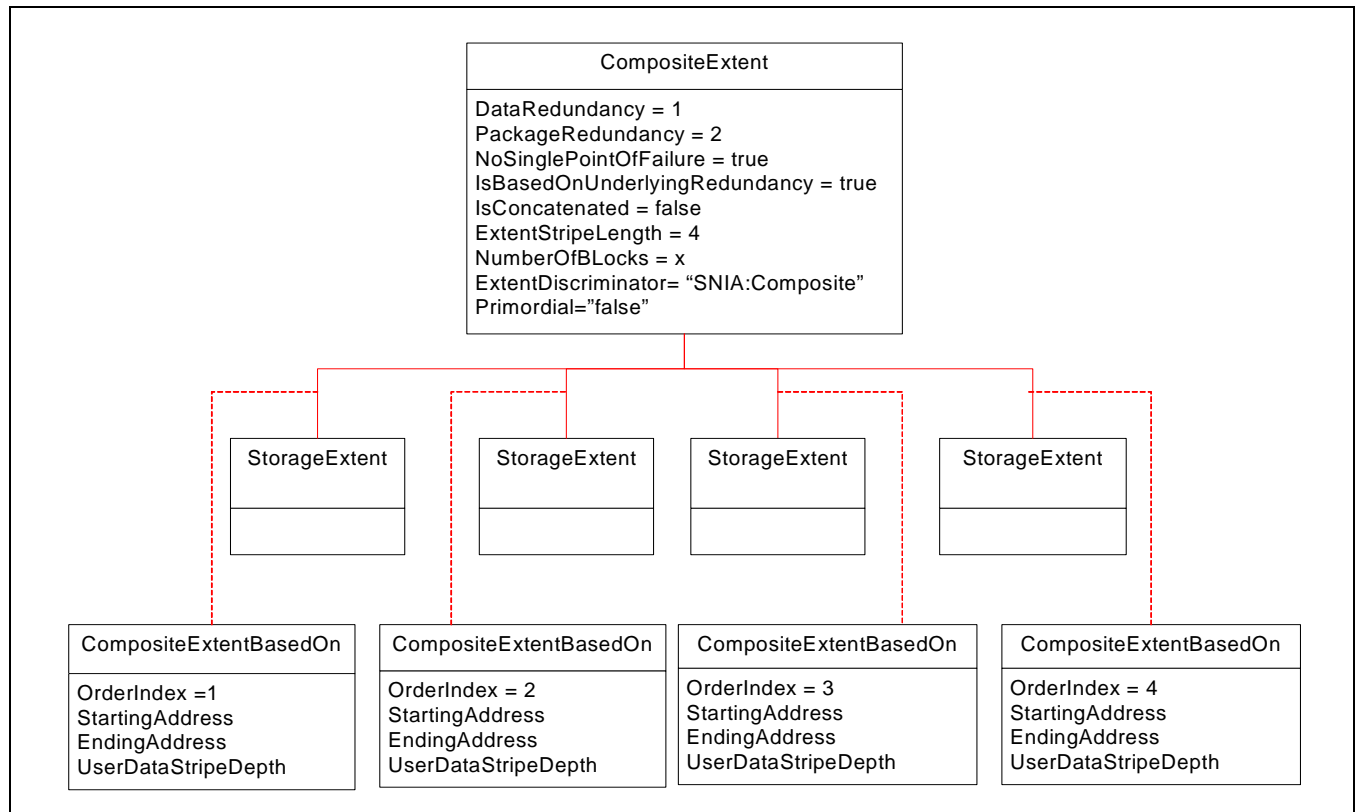 CompositeExtent
DataRedundancy = 1
PackageRedundancy = 2
NoSinglePointOfFailure = true
IsBasedOnUnderlyingRedundancy = true
IsConcatenated = false
ExtentStripeLength = 4
NumberOfBLocks = x
ExtentDiscriminator= “SNIA:Composite”
Primordial=”false”
StorageExtent
StorageExtent
StorageExtent
StorageExtent
CompositeExtentBasedOn
OrderIndex =1
StartingAddress
EndingAddress
UserDataStripeDepth
CompositeExtentBasedOn
OrderIndex = 2
StartingAddress
EndingAddress
UserDataStripeDepth
CompositeExtentBasedOn
OrderIndex = 3
StartingAddress
EndingAddress
UserDataStripeDepth
CompositeExtentBasedOn
OrderIndex = 4
StartingAddress
EndingAddress
UserDataStripeDepth